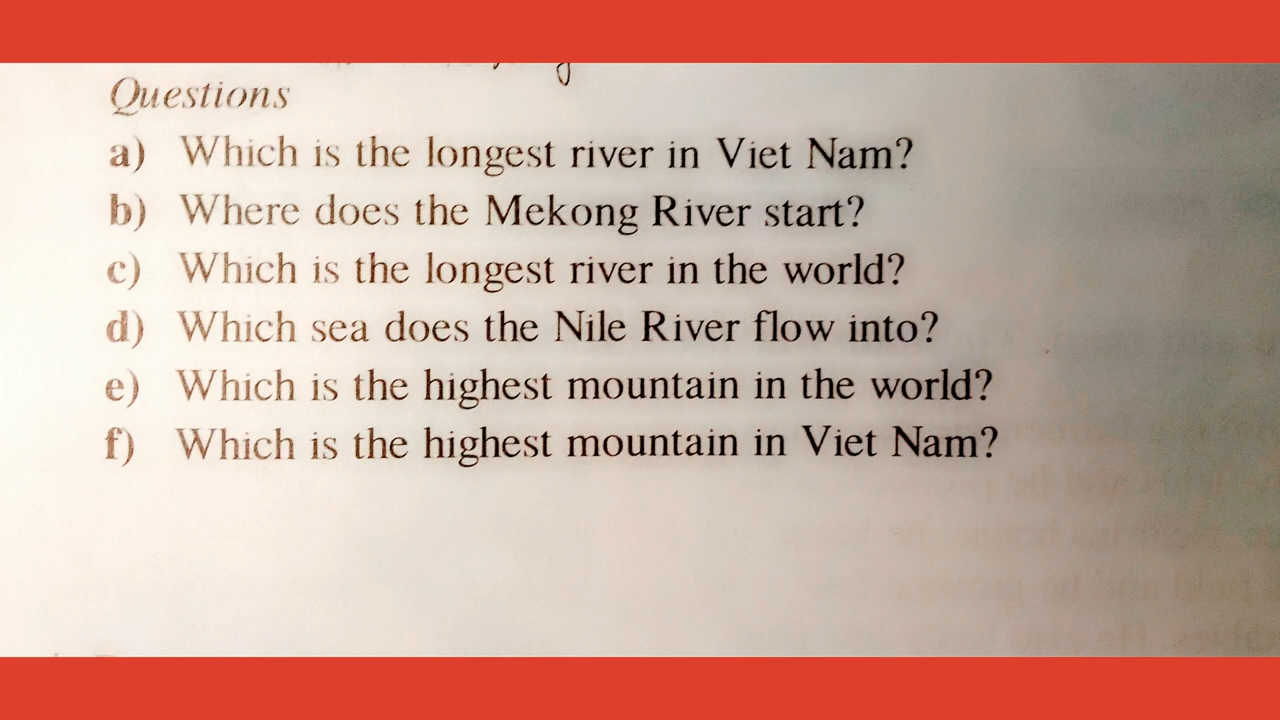 Questions
a) Which is the longest river in Viet Nam?
b) Where does the Mekong River start?
c) Which is the longest river in the world?
d) Which sea does the Nile River flow into?
e) Which is the highest mountain in the world?
f) Which is the highest mountain in Viet Nam?